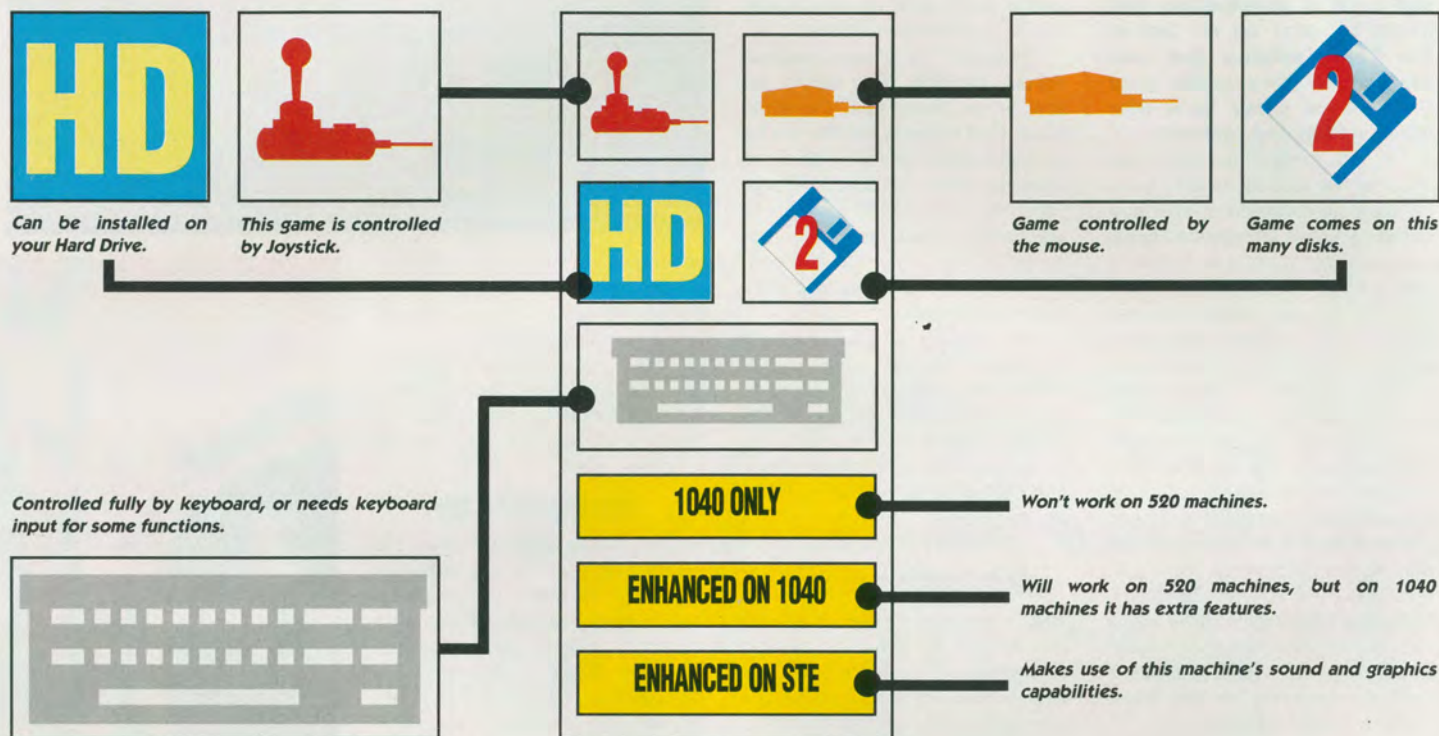 HD
2
Can be installed on
your Hard Drive.
This game is controlled
by Joystick.
Game controlled by
the mouse.
Game comes on this
many disks.
HD
2
Controlled fully by keyboard, or needs keyboard
input for some functions.
1040 ONLY
Won't work on 520 machines.
ENHANCED ON 1040
Will work on 520 machines, but on 1040
machines it has extra features.
ENHANCED ON STE
Makes use of this machine's sound and graphics
capabilities.